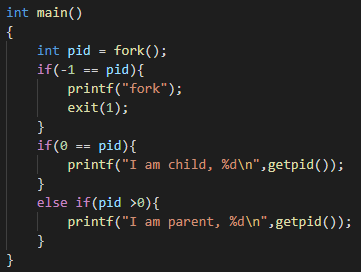 int main()
{
    int pid = fork();
    if(-1 == pid){
        printf("fork");
        exit(1);
    }
    if(0 == pid){
        printf("I am child, %d\n",getpid());
    }
    else if(pid >0){
        printf("I am parent, %d\n",getpid());
    }
}